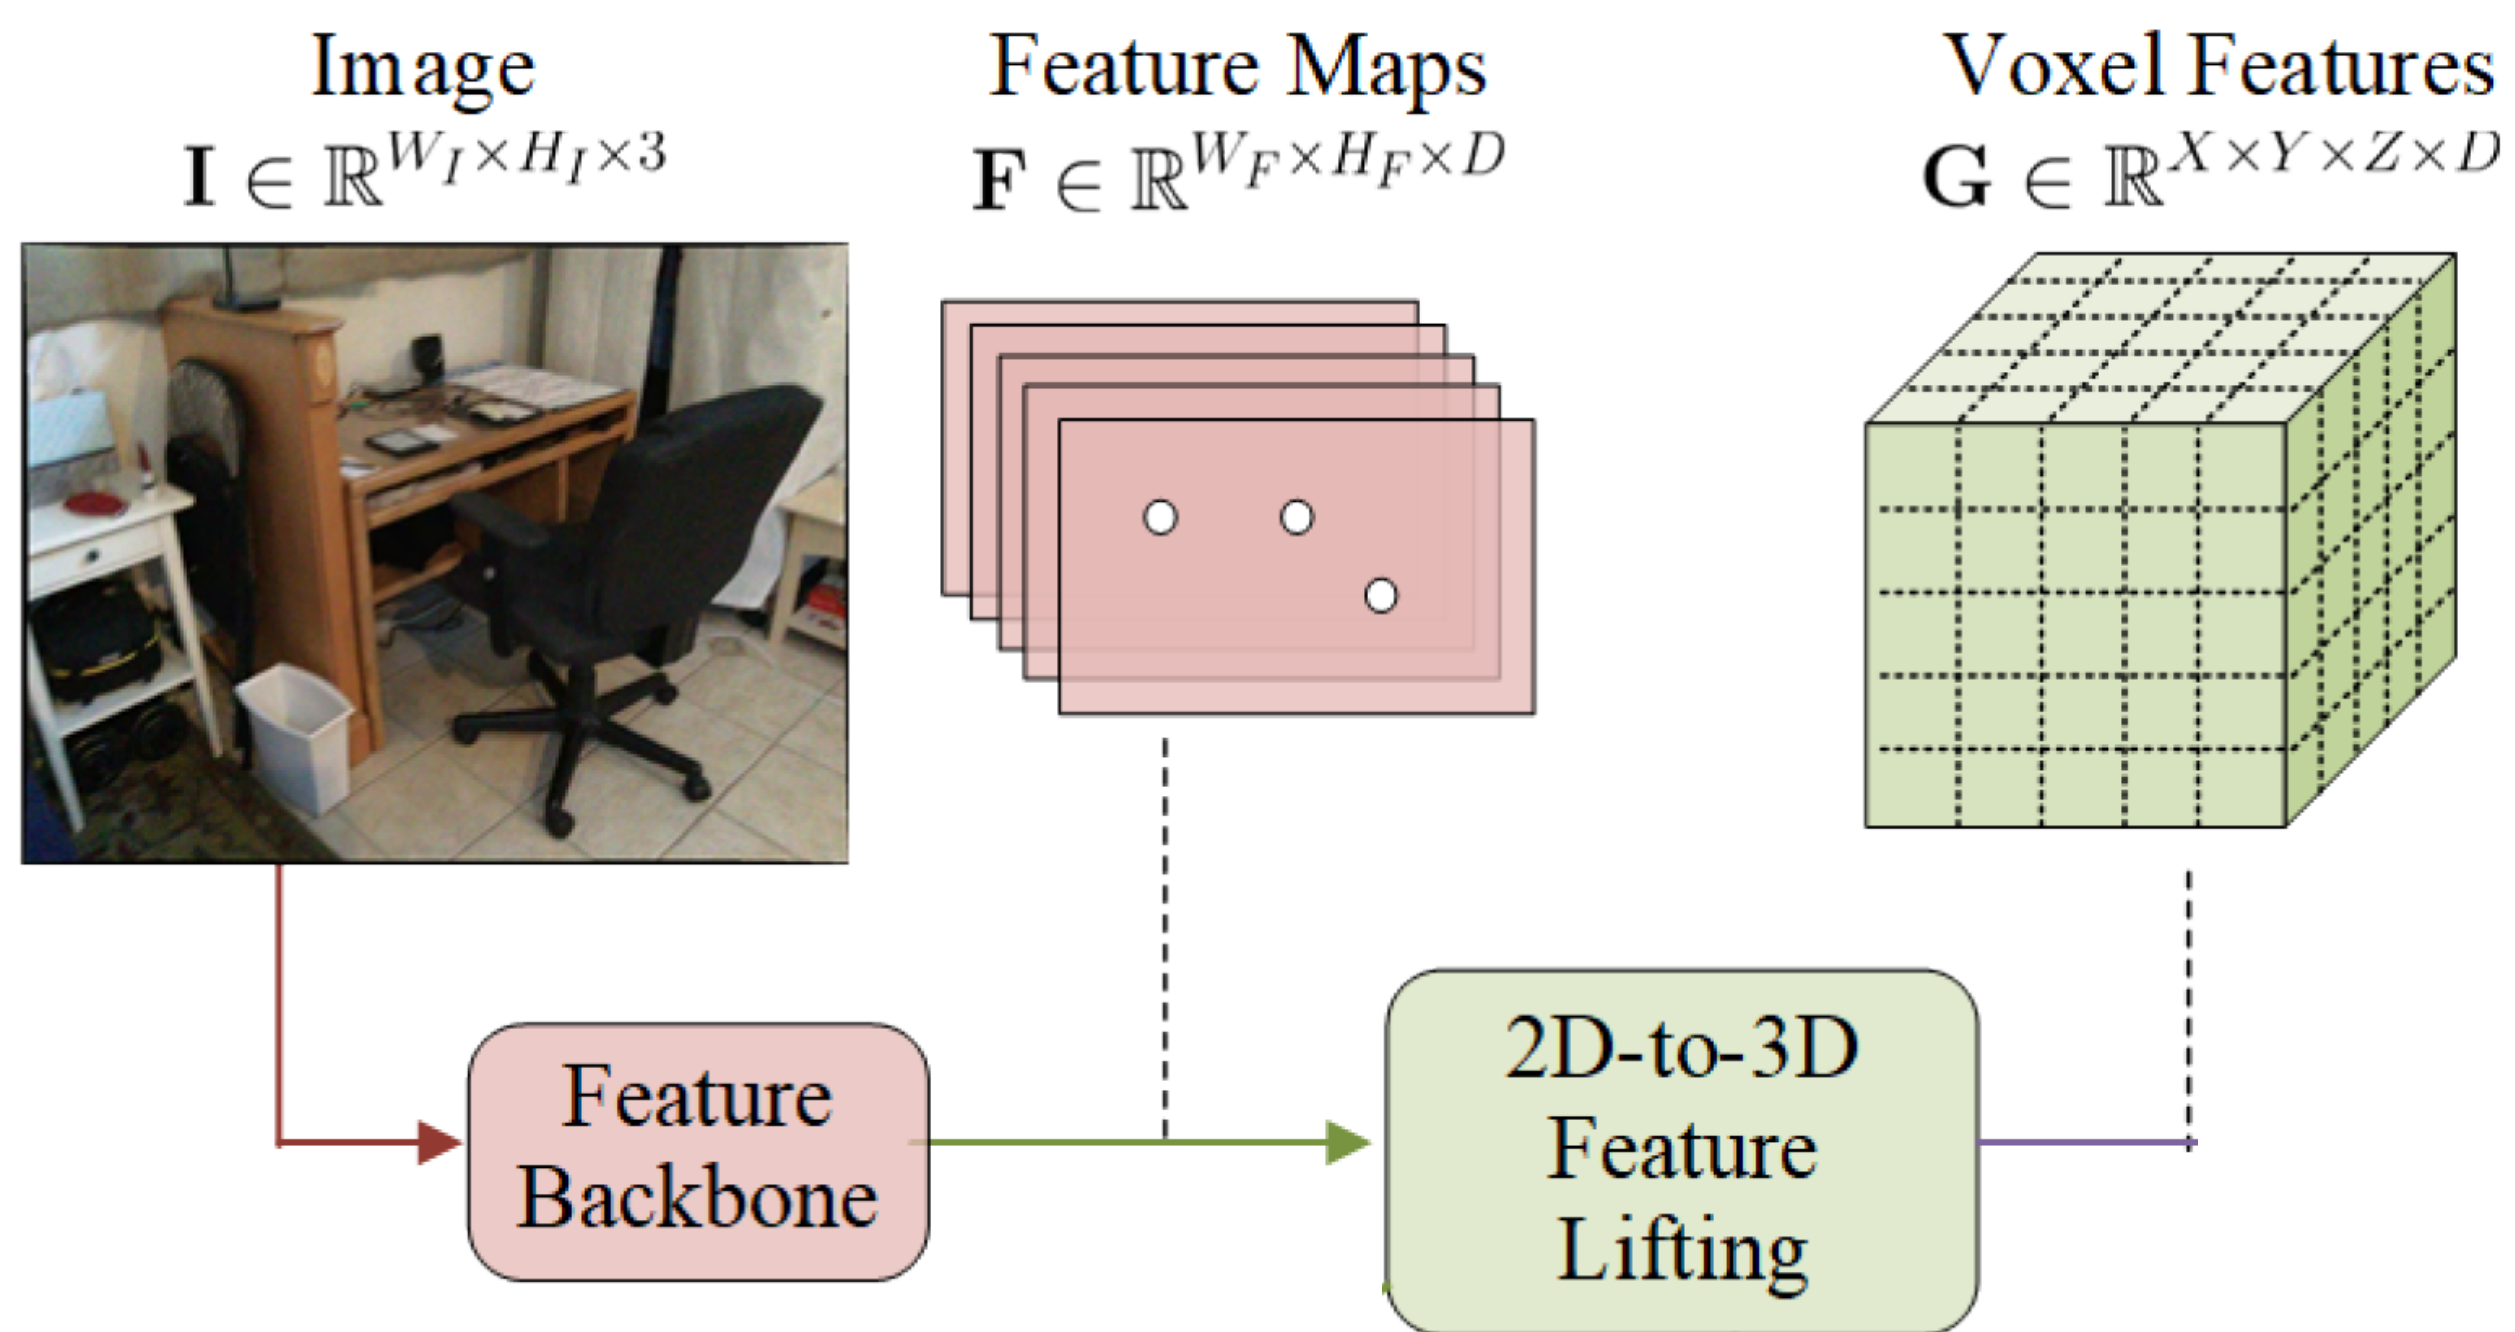 Image
I ∈ ℝ^{W_I×H_I×3}
Feature Maps
F ∈ ℝ^{W_F×H_F×D}
Voxel Features
G ∈ ℝ^{X×Y×Z×D}
Feature
Backbone
2D-to-3D
Feature
Lifting